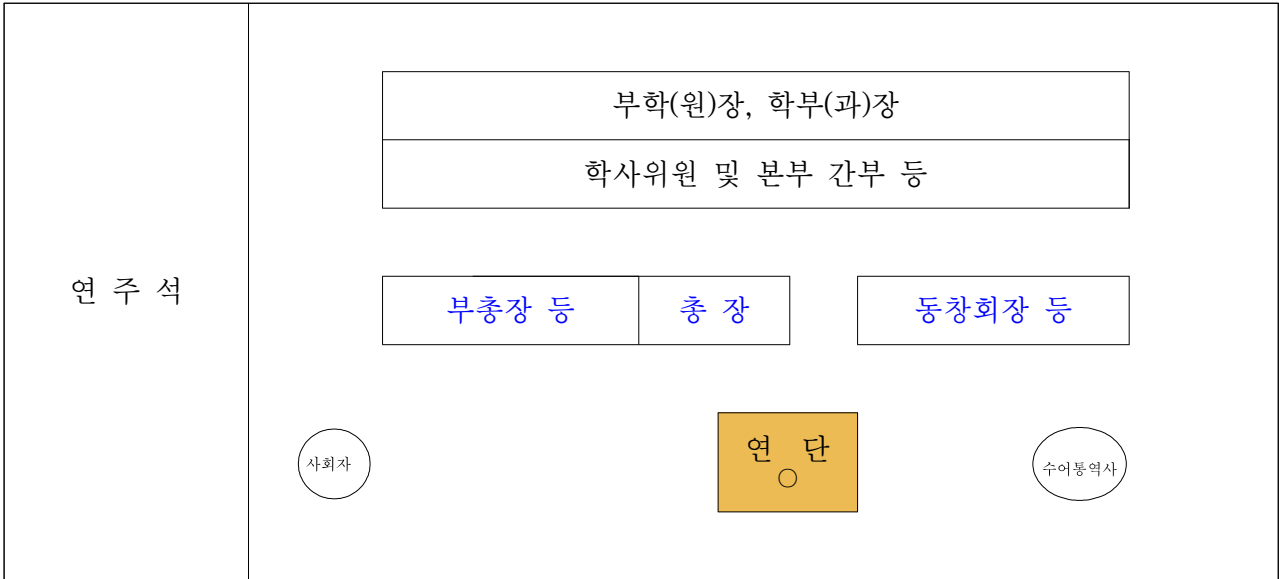 부학(원)장, 학부(과)장
학사위원 및 본부 간부 등
연 주 석
부총장 등
총 장
동창회장 등
사회자
연 단
수어통역사